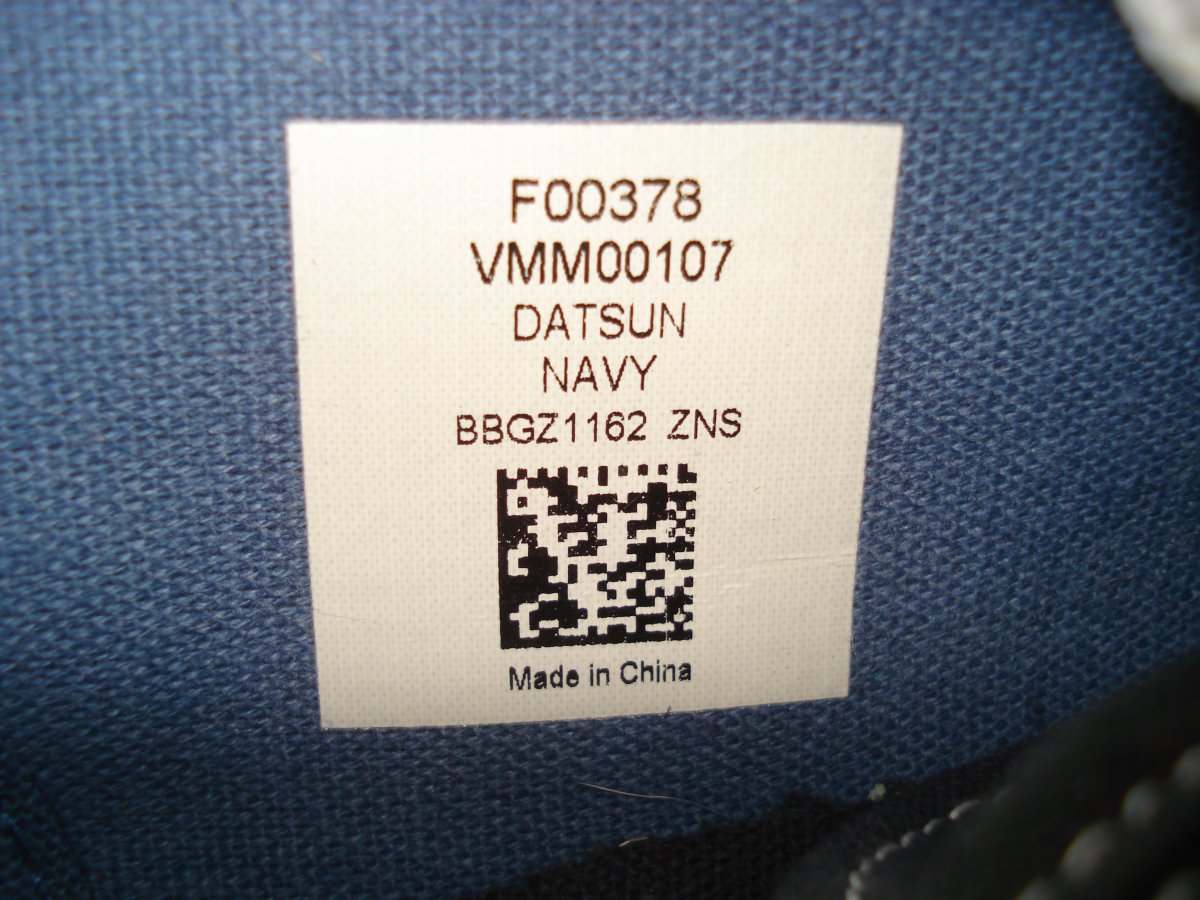 F00378
VMM00107
DATSUN
NAVY
BBGZ1162 ZNS
Made in China